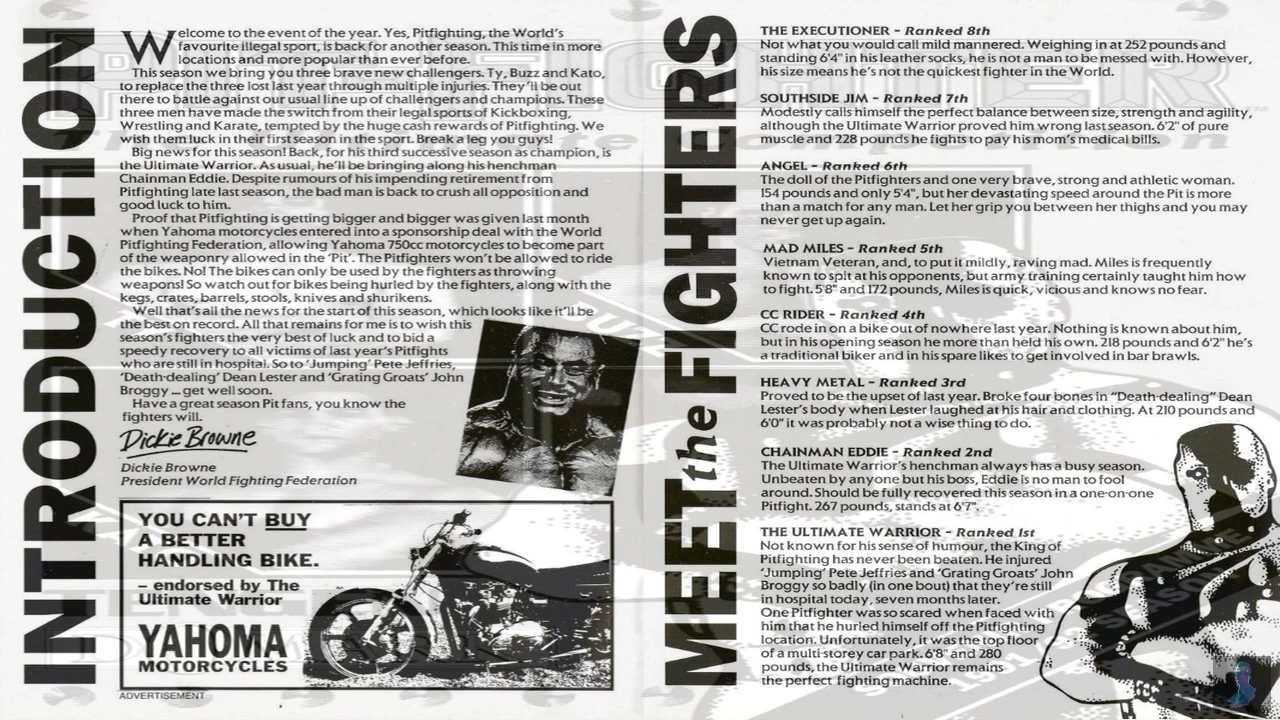 INTRODUCTION
Welcome to the event of the year. Yes, Pitfighting, the World's
favourite illegal sport, is back for another season. This time in more
locations and more popular than ever before.
This season we bring you three brave new challengers. Ty, Buzz and Kato,
to replace the three lost last year through multiple injuries. They'll be out
there to battle against our usual line up of challengers and champions. These
three men have made the switch from their legal sports of Kickboxing,
Wrestling and Karate, tempted by the huge cash rewards of Pitfighting. We
wish them luck in their first season in the sport. Break a leg you guys!
Big news for this season! Back, for his third successive season as champion, is
the Ultimate Warrior. As usual, he'll be bringing along his henchman
Chainman Eddie. Despite rumours of his impending retirement from
Pitfighting late last season, the bad man is back to crush all opposition and
good luck to him.
Proof that Pitfighting is getting bigger and bigger was given last month
when Yahoma motorcycles entered into a sponsorship deal with the World
Pitfighting Federation, allowing Yahoma 750cc motorcycles to become part
of the weaponry allowed in the 'Pit'. The Pitfighters won't be allowed to ride
the bikes. No! The bikes can only be used by the fighters as throwing
weapons! So watch out for bikes being hurled by the fighters, along with the
kegs, crates, barrels, stools, knives and shurikens.
Well that's all the news for the start of this season, which looks like it'll be
the best on record. All that remains for me is to wish this
season's fighters the very best of luck and to bid a
speedy recovery to all victims of last year's Pitfights
who are still in hospital. So to 'Jumping' Pete Jeffries,
'Death-dealing' Dean Lester and 'Grating Groats' John
Broggy ... get well soon.
Have a great season Pit fans, you know the
fighters will.
Dickie Browne
Dickie Browne
President World Fighting Federation
YOU CAN'T BUY
A BETTER
HANDLING BIKE.
– endorsed by The
Ultimate Warrior
YAHOMA
MOTORCYCLES
ADVERTISEMENT
MEET the FIGHTERS
THE EXECUTIONER – Ranked 8th
Not what you would call mild mannered. Weighing in at 252 pounds and
standing 6'4" in his leather socks, he is not a man to be messed with. However,
his size means he's not the quickest fighter in the World.
SOUTHSIDE JIM – Ranked 7th
Modestly calls himself the perfect balance between size, strength and agility,
although the Ultimate Warrior proved him wrong last season. 6'2" of pure
muscle and 228 pounds he fights to pay his mom's medical bills.
ANGEL – Ranked 6th
The doll of the Pitfighters and one very brave, strong and athletic woman.
154 pounds and only 5'4", but her devastating speed around the Pit is more
than a match for any man. Let her grip you between her thighs and you may
never get up again.
MAD MILES – Ranked 5th
Vietnam Veteran, and, to put it mildly, raving mad. Miles is frequently
known to spit at his opponents, but army training certainly taught him how
to fight. 5'8" and 172 pounds, Miles is quick, vicious and knows no fear.
CC RIDER – Ranked 4th
CC rode in on a bike out of nowhere last year. Nothing is known about him,
but in his opening season he more than held his own. 218 pounds and 6'2" he's
a traditional biker and in his spare likes to get involved in bar brawls.
HEAVY METAL – Ranked 3rd
Proved to be the upset of last year. Broke four bones in "Death-dealing" Dean
Lester's body when Lester laughed at his hair and clothing. At 210 pounds and
6'0" it was probably not a wise thing to do.
CHAINMAN EDDIE – Ranked 2nd
The Ultimate Warrior's henchman always has a busy season.
Unbeaten by anyone but his boss, Eddie is no man to fool
around. Should be fully recovered this season in a one-on-one
Pitfight. 267 pounds, stands at 6'7".
THE ULTIMATE WARRIOR – Ranked 1st
Not known for his sense of humour, the King of
Pitfighting has never been beaten. He injured
'Jumping' Pete Jeffries and 'Grating Groats' John
Broggy so badly (in one bout) that they're still
in hospital today, seven months later.
One Pitfighter was so scared when faced with
him that he hurled himself off the Pitfighting
location. Unfortunately, it was the top floor
of a multi storey car park. 6'8" and 280
pounds, the Ultimate Warrior remains
the perfect fighting machine.